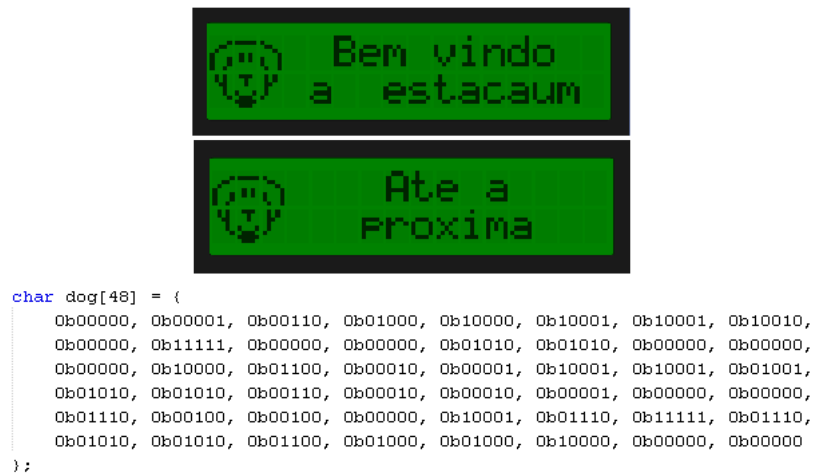 Bem vindo
a estacaum
Ate a
proxima
char dog[48] = {
0b00000, 0b00001, 0b00110, 0b01000, 0b10000, 0b10001, 0b10001, 0b10010,
0b00000, 0b11111, 0b00000, 0b00000, 0b01010, 0b01010, 0b00000, 0b00000,
0b00000, 0b10000, 0b01100, 0b00010, 0b00001, 0b10001, 0b10001, 0b01001,
0b01010, 0b01010, 0b00110, 0b00010, 0b00010, 0b00001, 0b00000, 0b00000,
0b01110, 0b00100, 0b00100, 0b00000, 0b10001, 0b01110, 0b11111, 0b01110,
0b01010, 0b01010, 0b01100, 0b01000, 0b01000, 0b10000, 0b00000, 0b00000
};